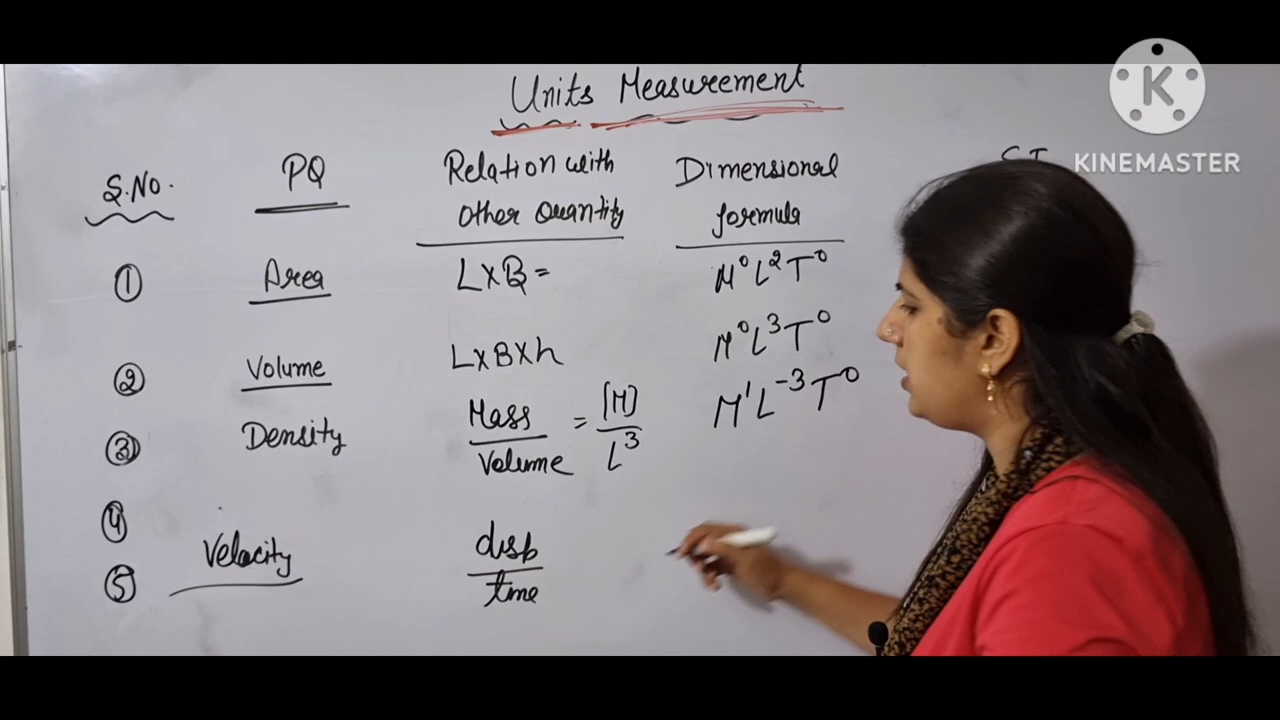 Units Measurement
S.No.
PQ
Relation with
Other Quantity
Dimensional
formula
S I
K
KINEMASTER
① Area L×B= M⁰L²T⁰
② Volume L×B×h M⁰L³T⁰
③ Density Mass/Volume = [M]/L³ M¹L⁻³T⁰
④
⑤ Velocity disp/time